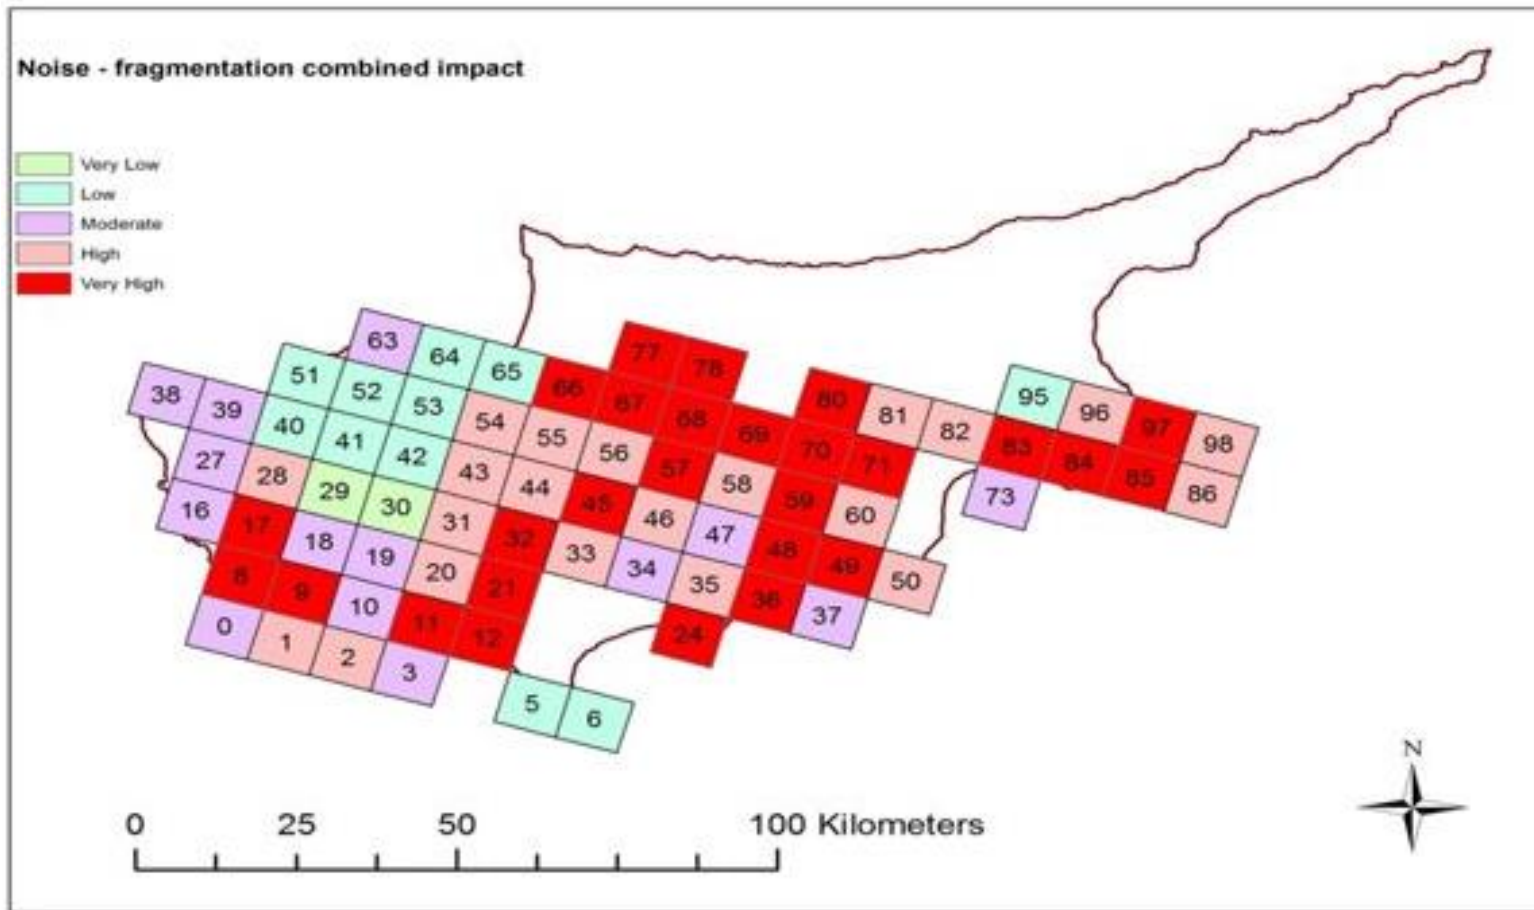 Noise - fragmentation combined impact
Very Low
Low
Moderate
High
Very High
63 64 65 77 78
51 52 53 66 67 68 80 81 82 95 96 97 98
38 39 40 41 42 54 55 56 57 69 70 71 83 84 85 86
27 28 29 30 43 44 45 58 59 60 73
16 17 18 19 31 32 46 47 48 49 50
8 9 10 20 21 33 34 35 36 37
0 1 2 3 11 12 24
5 6
N
0 25 50 100 Kilometers